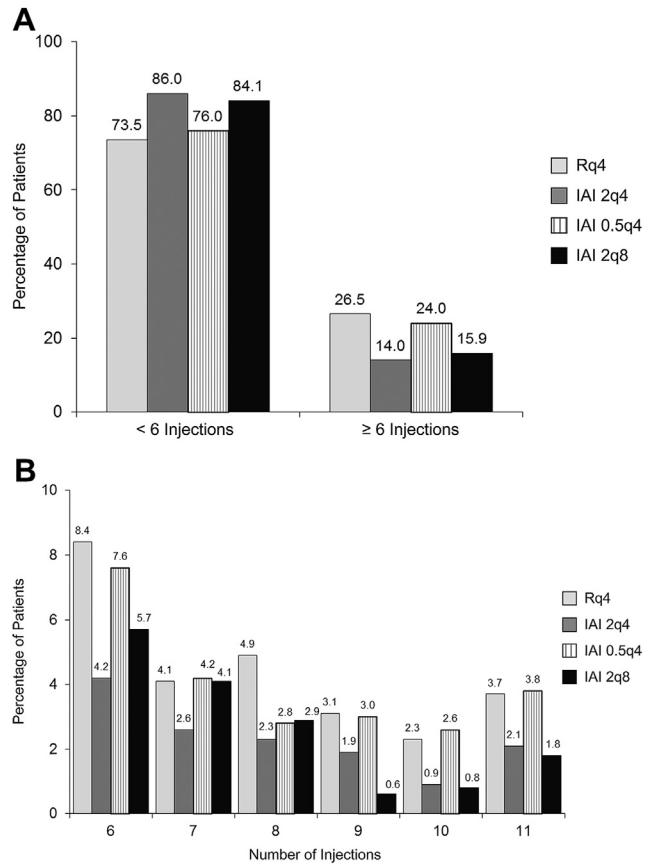 A
100
80
60
40
20
0
Percentage of Patients
73.5
86.0
76.0
84.1
26.5
14.0
24.0
15.9
< 6 Injections
≥ 6 Injections
Rq4
IAI 2q4
IAI 0.5q4
IAI 2q8
B
10
8
6
4
2
0
Percentage of Patients
8.4
4.2
7.6
5.7
4.1
2.6
4.2
4.1
4.9
2.3
2.8
2.9
3.1
1.9
3.0
0.6
2.3
0.9
2.6
0.8
3.7
2.1
3.8
1.8
6 7 8 9 10 11
Number of Injections
Rq4
IAI 2q4
IAI 0.5q4
IAI 2q8